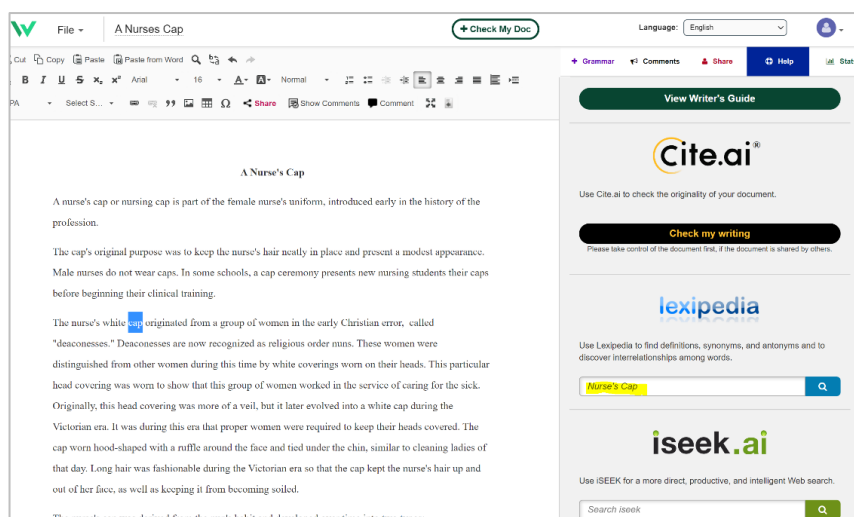 File
A Nurses Cap
+ Check My Doc
Language: English
Cut Copy Paste Paste from Word
B I U S x₂ x² Arial 16 A A Normal
PA Select S... Ω Share Show Comments Comment
+ Grammar Comments Share Help Stat
A Nurse's Cap
A nurse's cap or nursing cap is part of the female nurse's uniform, introduced early in the history of the
profession.
The cap's original purpose was to keep the nurse's hair neatly in place and present a modest appearance.
Male nurses do not wear caps. In some schools, a cap ceremony presents new nursing students their caps
before beginning their clinical training.
The nurse's white cap originated from a group of women in the early Christian error, called
"deaconesses." Deaconesses are now recognized as religious order nuns. These women were
distinguished from other women during this time by white coverings worn on their heads. This particular
head covering was worn to show that this group of women worked in the service of caring for the sick.
Originally, this head covering was more of a veil, but it later evolved into a white cap during the
Victorian era. It was during this era that proper women were required to keep their heads covered. The
cap worn hood-shaped with a ruffle around the face and tied under the chin, similar to cleaning ladies of
that day. Long hair was fashionable during the Victorian era so that the cap kept the nurse's hair up and
out of her face, as well as keeping it from becoming soiled.
View Writer's Guide
Cite.ai®
Use Cite.ai to check the originality of your document.
Check my writing
Please take control of the document first, if the document is shared by others.
lexipedia
Use Lexipedia to find definitions, synonyms, and antonyms and to
discover interrelationships among words.
Nurse's Cap
iseek.ai
Use iSEEK for a more direct, productive, and intelligent Web search.
Search iseek